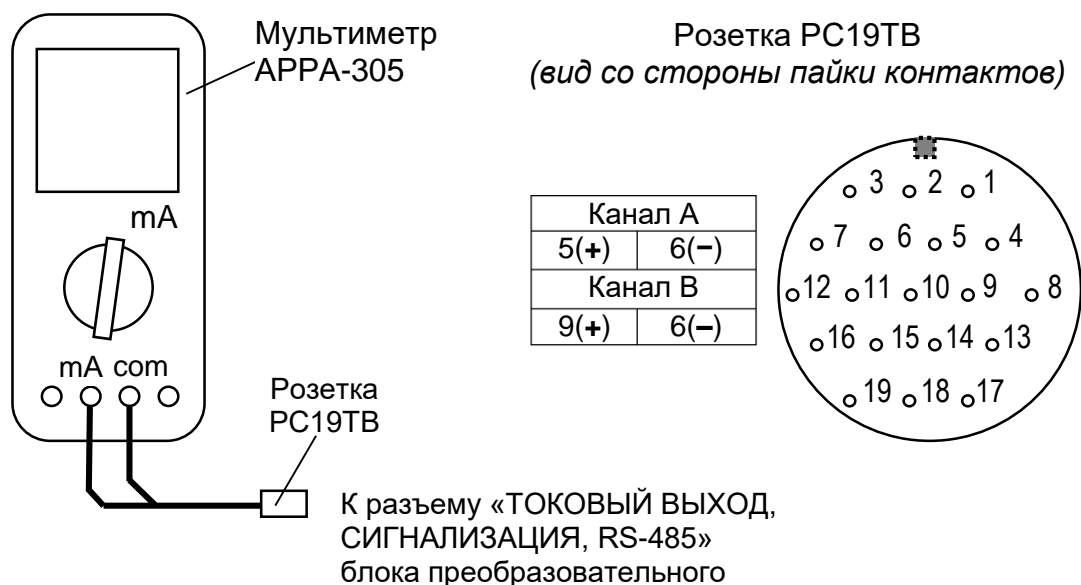 Мультиметр
APPA-305
mA
mA com
Розетка
РС19ТВ
К разъему «ТОКОВЫЙ ВЫХОД,
СИГНАЛИЗАЦИЯ, RS-485»
блока преобразовательного
Розетка РС19ТВ
(вид со стороны пайки контактов)
Канал А
5(+) 6(−)
Канал В
9(+) 6(−)
3 2 1
7 6 5 4
12 11 10 9 8
16 15 14 13
19 18 17